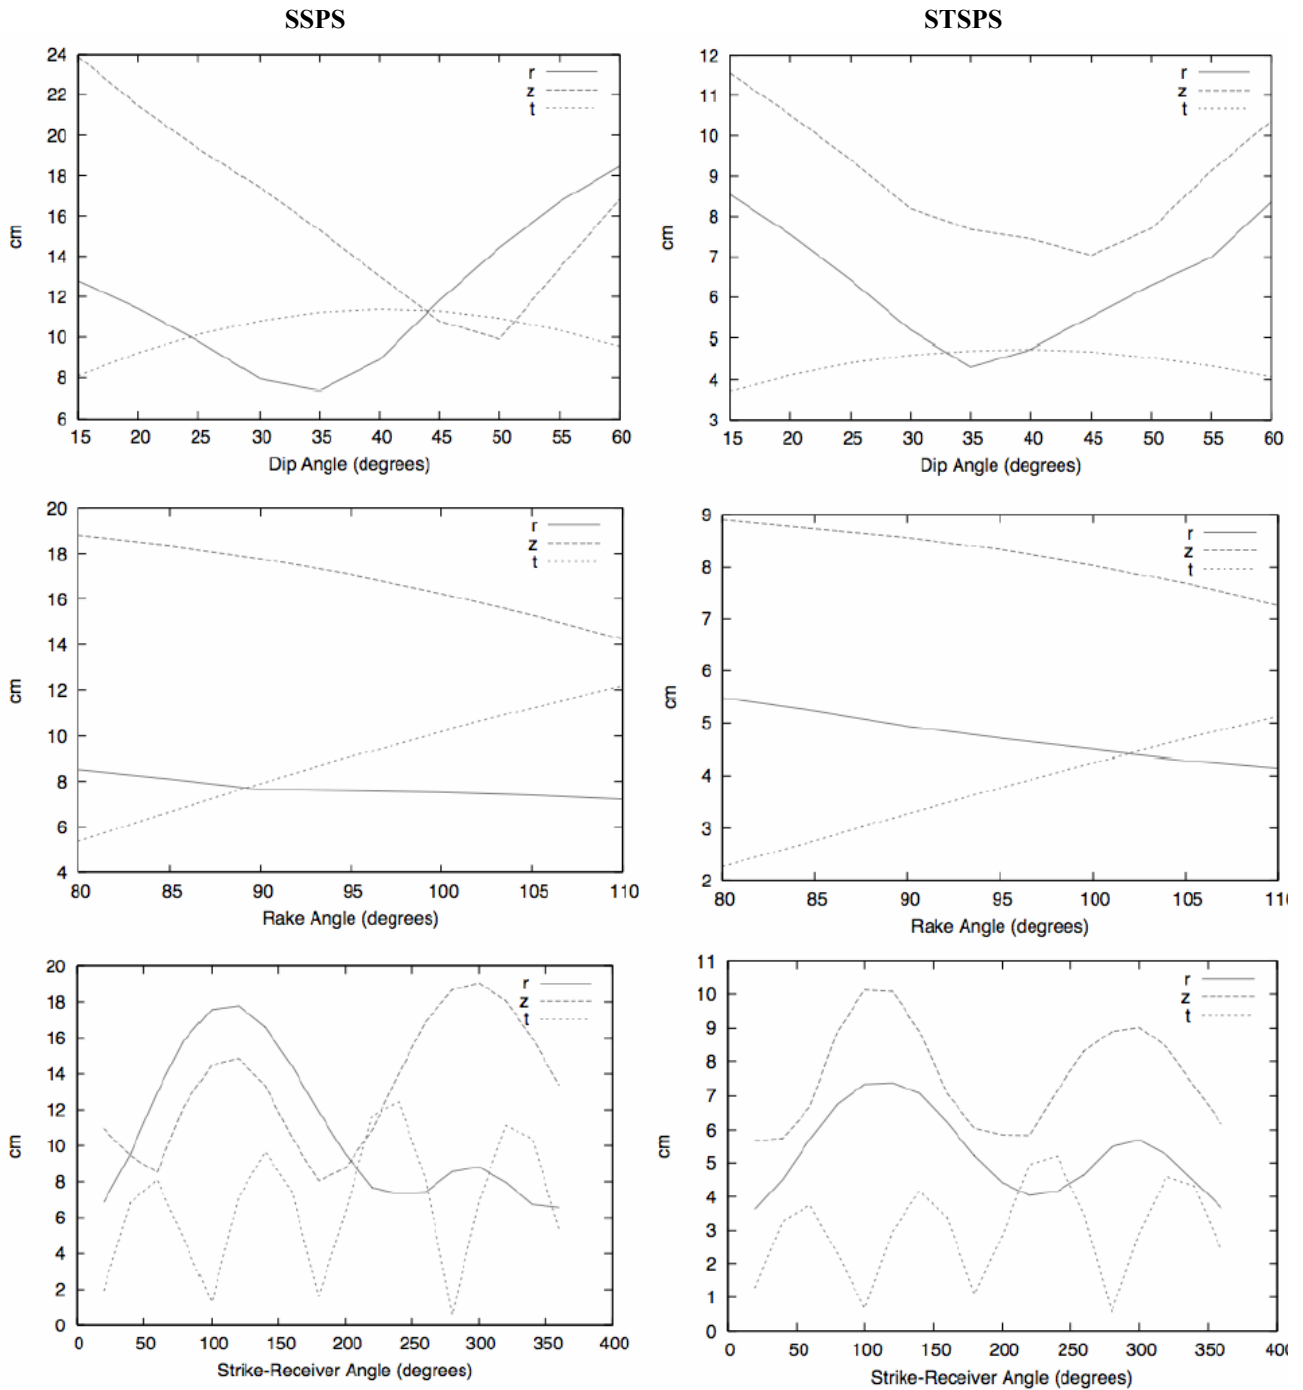 SSPS
STSPS
24
22
20
18
16
14
12
10
8
6
cm
r
z
t
15 20 25 30 35 40 45 50 55 60
Dip Angle (degrees)
12
11
10
9
8
7
6
5
4
3
cm
r
z
t
15 20 25 30 35 40 45 50 55 60
Dip Angle (degrees)
20
18
16
14
12
10
8
6
4
cm
r
z
t
80 85 90 95 100 105 110
Rake Angle (degrees)
9
8
7
6
5
4
3
2
cm
r
z
t
80 85 90 95 100 105 110
Rake Angle (degrees)
20
18
16
14
12
10
8
6
4
2
0
cm
r
z
t
0 50 100 150 200 250 300 350 400
Strike-Receiver Angle (degrees)
11
10
9
8
7
6
5
4
3
2
1
0
cm
r
z
t
0 50 100 150 200 250 300 350 400
Strike-Receiver Angle (degrees)